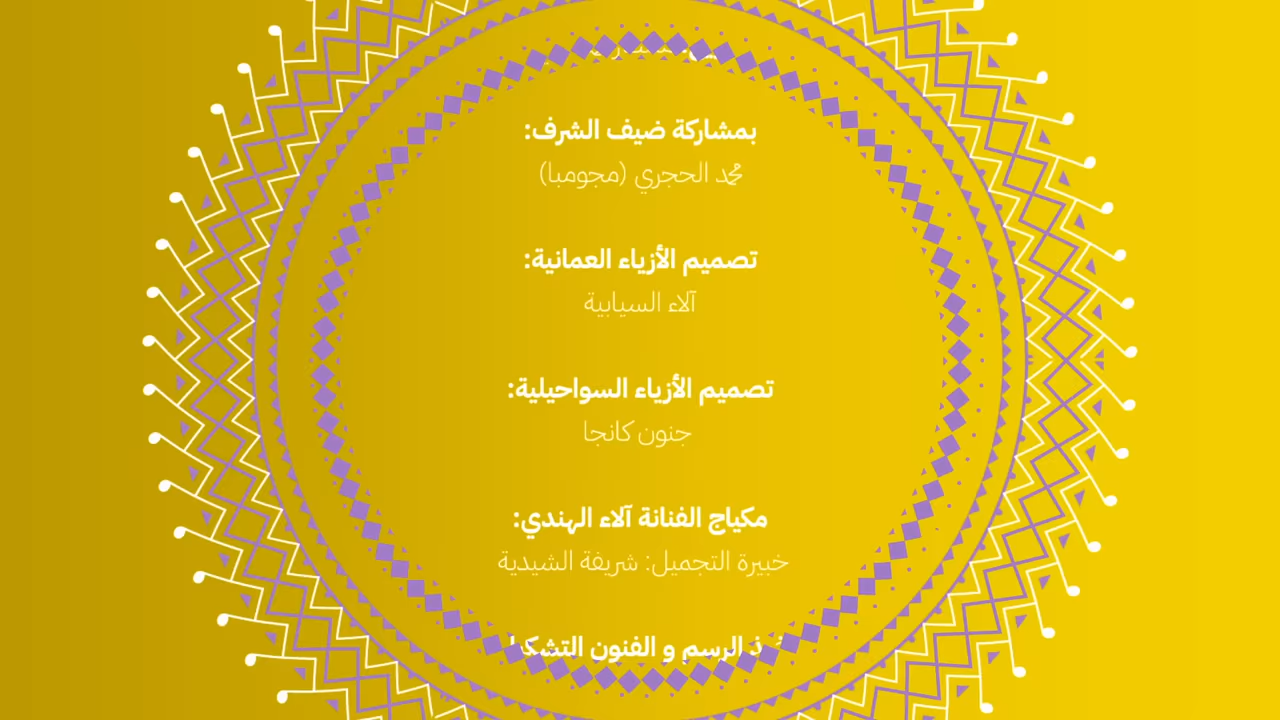 بمشاركة ضيف الشرف:
محمد الحجري (مجومبا)
تصميم الأزياء العمانية:
آلاء السيابية
تصميم الأزياء السواحيلية:
جنون كانجا
مكياج الفنانة آلاء الهندي:
خبيرة التجميل: شريفة الشيدية
الرسم و الفنون